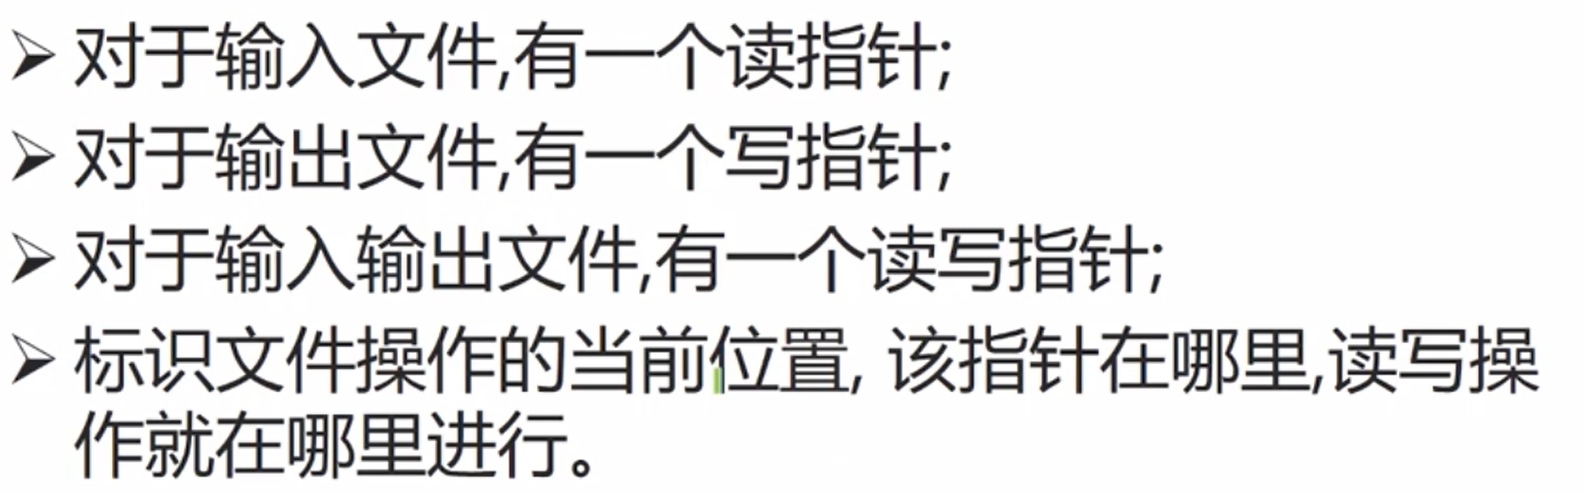 ➢ 对于输入文件,有一个读指针;
➢ 对于输出文件,有一个写指针;
➢ 对于输入输出文件,有一个读写指针;
➢ 标识文件操作的当前位置, 该指针在哪里,读写操
作就在哪里进行。